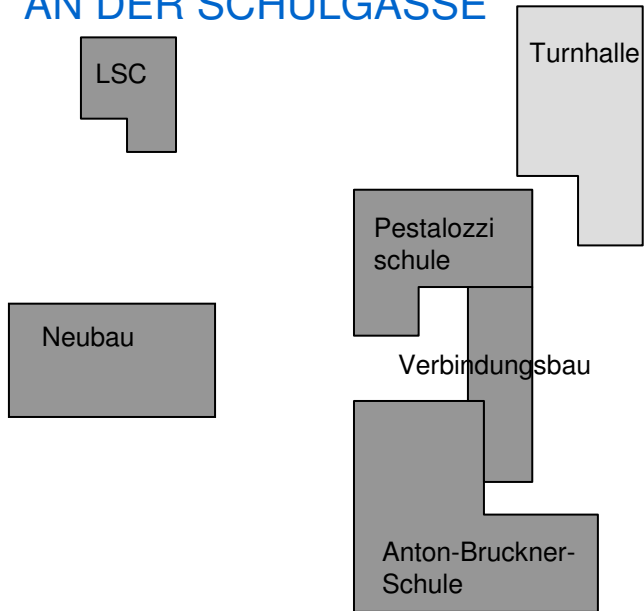 AN DER SCHULGASSE
LSC
Turnhalle
Pestalozzi
schule
Neubau
Verbindungsbau
Anton-Bruckner-
Schule